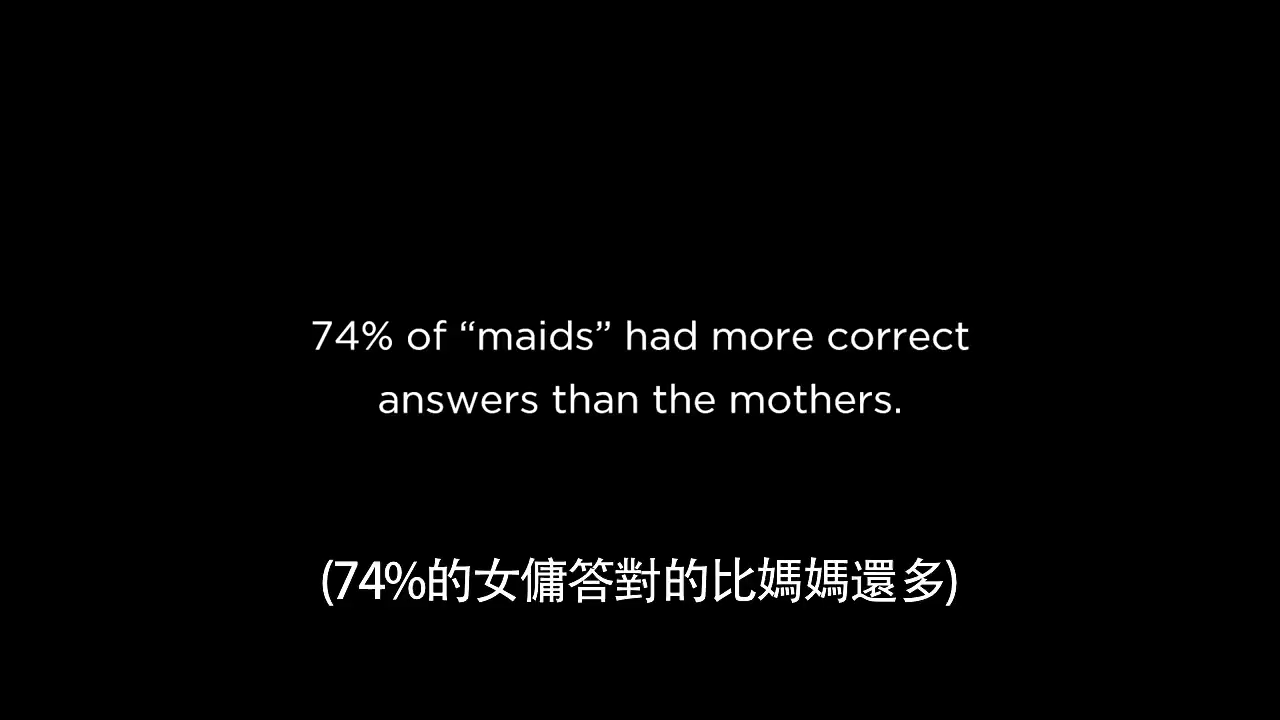 74% of “maids” had more correct
answers than the mothers.
(74%的女傭答對的比媽媽還多)